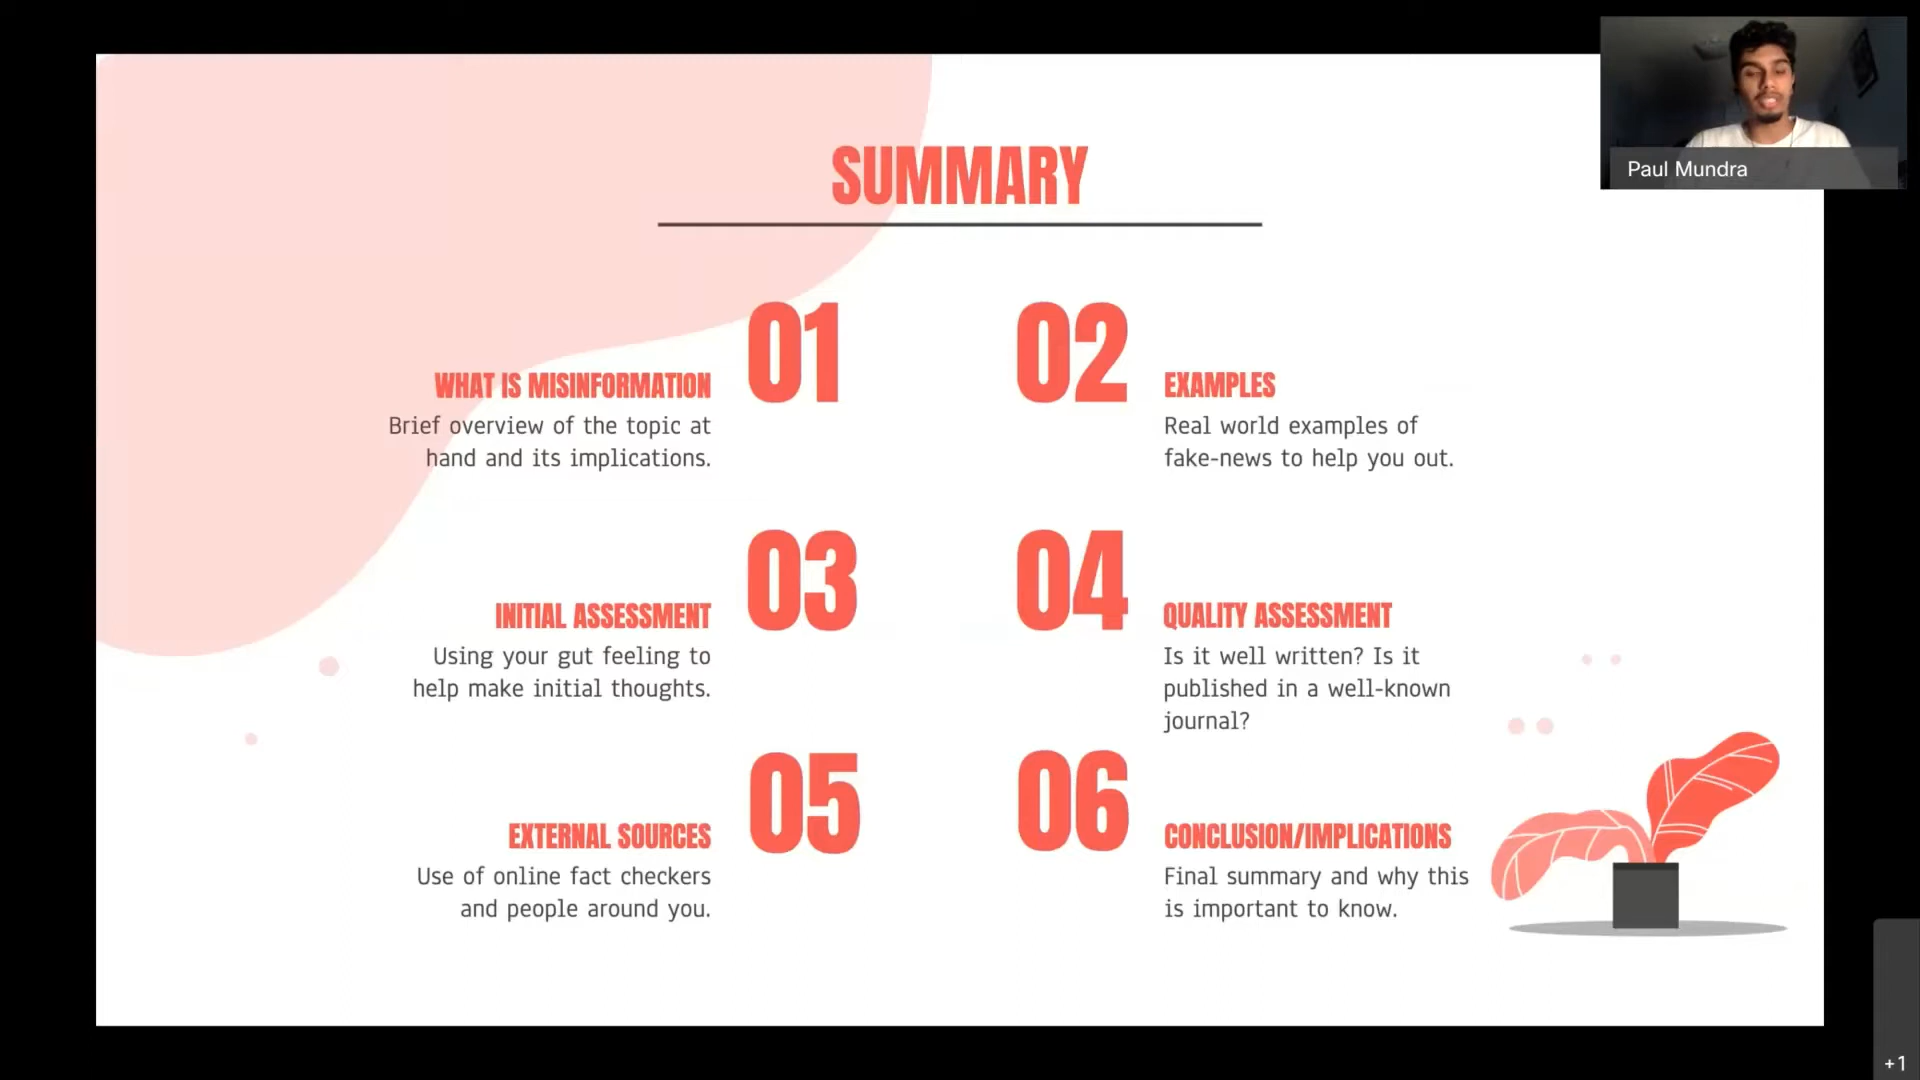 SUMMARY
Paul Mundra
01
WHAT IS MISINFORMATION
Brief overview of the topic at
hand and its implications.
02
EXAMPLES
Real world examples of
fake-news to help you out.
03
INITIAL ASSESSMENT
Using your gut feeling to
help make initial thoughts.
04
QUALITY ASSESSMENT
Is it well written? Is it
published in a well-known
journal?
05
EXTERNAL SOURCES
Use of online fact checkers
and people around you.
06
CONCLUSION/IMPLICATIONS
Final summary and why this
is important to know.
+1